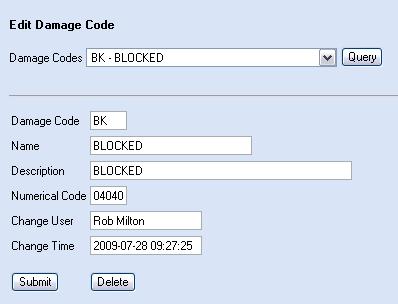 Edit Damage Code
Damage Codes BK - BLOCKED Query
Damage Code BK
Name BLOCKED
Description BLOCKED
Numerical Code 04040
Change User Rob Milton
Change Time 2009-07-28 09:27:25
Submit Delete